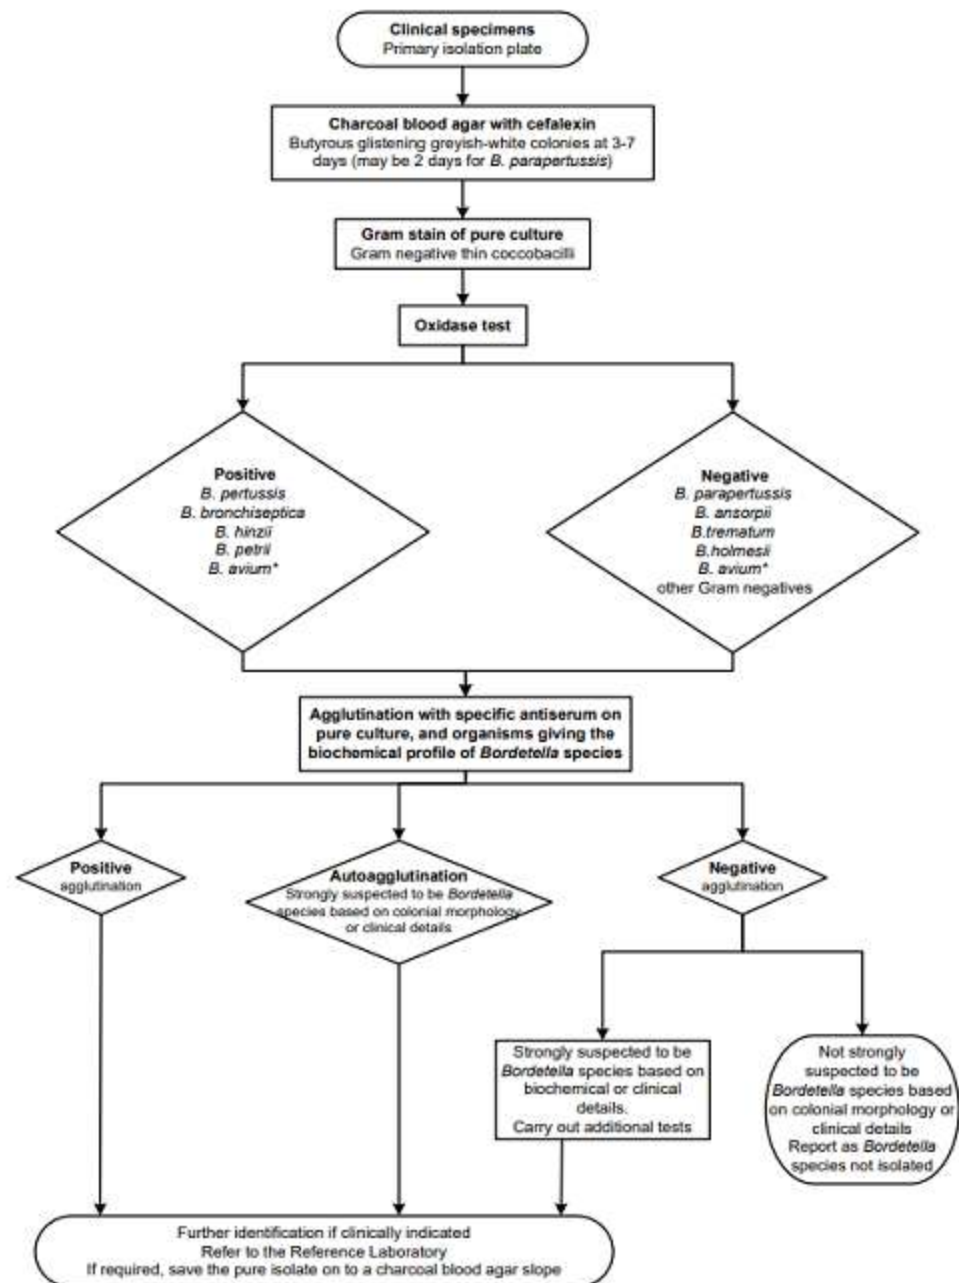 Clinical specimens
Primary isolation plate
Charcoal blood agar with cefalexin
Butyrous glistening greyish-white colonies at 3-7
days (may be 2 days for B. parapertussis)
Gram stain of pure culture
Gram negative thin coccobacilli
Oxidase test
Positive
B. pertussis
B. bronchiseptica
B. hinzii
B. petrii
B. avium*
Negative
B. parapertussis
B. ansorpii
B.trematum
B.holmesii
B. avium*
other Gram negatives
Agglutination with specific antiserum on
pure culture, and organisms giving the
biochemical profile of Bordetella species
Positive
agglutination
Autoagglutination
Strongly suspected to be Bordetella
species based on colonial morphology
or clinical details
Negative
agglutination
Strongly suspected to be
Bordetella species based on
biochemical or clinical
details.
Carry out additional tests
Not strongly
suspected to be
Bordetella species based
on colonial morphology or
clinical details
Report as Bordetella
species not isolated
Further identification if clinically indicated
Refer to the Reference Laboratory
If required, save the pure isolate on to a charcoal blood agar slope